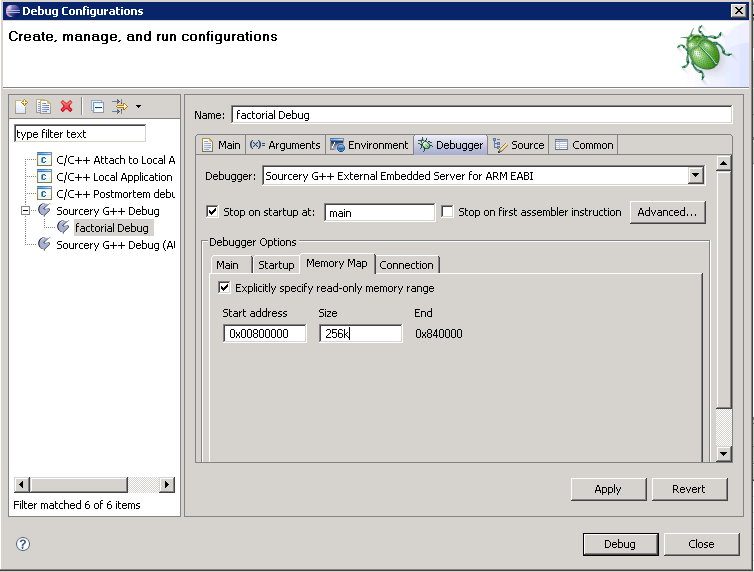 Debug Configurations
Create, manage, and run configurations
type filter text
C/C++ Attach to Local A
C/C++ Local Application
C/C++ Postmortem debu
Sourcery G++ Debug
factorial Debug
Sourcery G++ Debug (Al
Filter matched 6 of 6 items
Name: factorial Debug
Main (x)= Arguments Environment Debugger Source Common
Debugger: Sourcery G++ External Embedded Server for ARM EABI
Stop on startup at: main Stop on first assembler instruction Advanced...
Debugger Options
Main Startup Memory Map Connection
Explicitly specify read-only memory range
Start address Size End
0x00800000 256k 0x840000
Apply Revert
? Debug Close